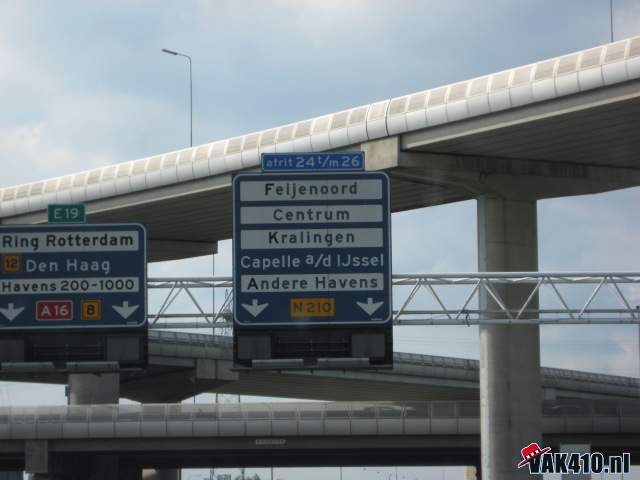 E19
Ring Rotterdam
12 Den Haag
Havens 200-1000
A16 8
afrit 24 t/m 26
Feijenoord
Centrum
Kralingen
Capelle a/d IJssel
Andere Havens
N 210
VAK410.nl